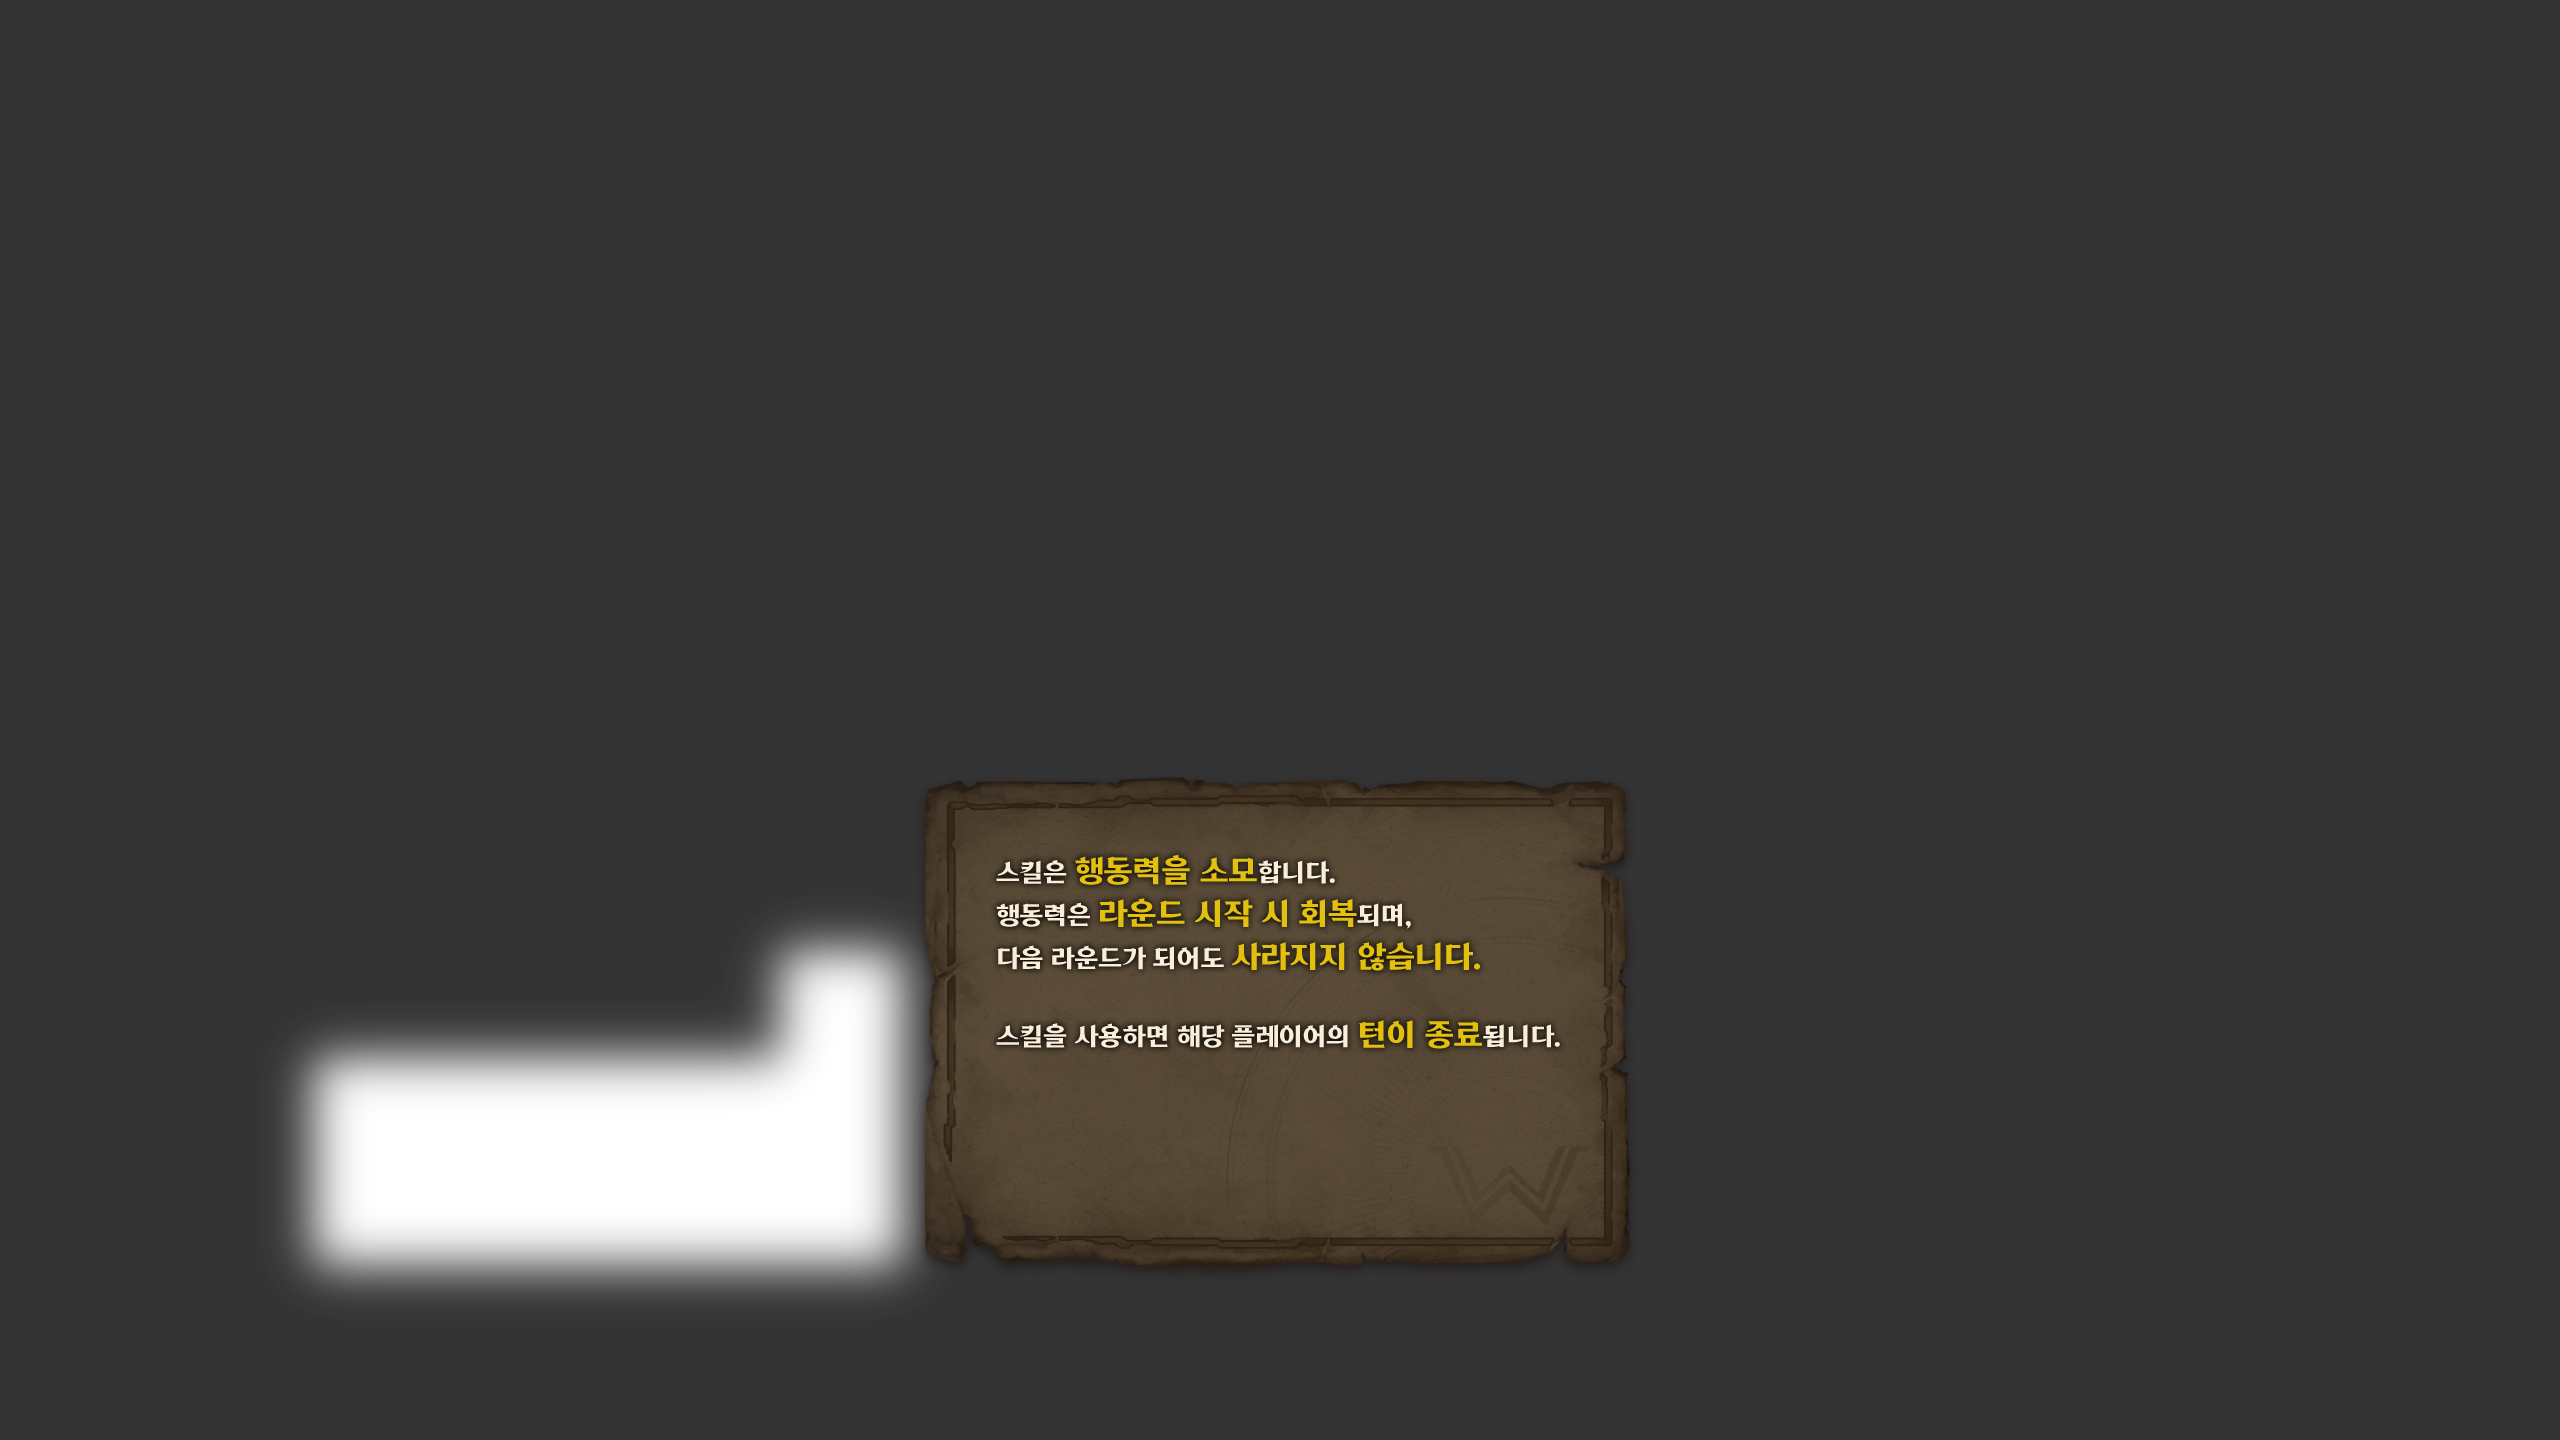 스킬은 행동력을 소모합니다.
행동력은 라운드 시작 시 회복되며,
다음 라운드가 되어도 사라지지 않습니다.
스킬을 사용하면 해당 플레이어의 턴이 종료됩니다.
W